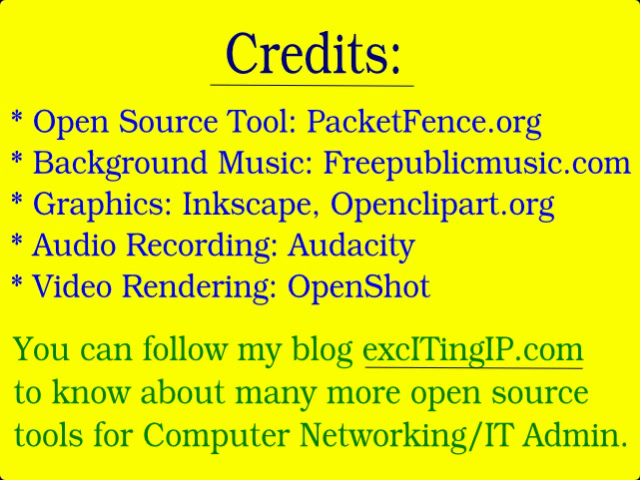 Credits:
* Open Source Tool: PacketFence.org
* Background Music: Freepublicmusic.com
* Graphics: Inkscape, Openclipart.org
* Audio Recording: Audacity
* Video Rendering: OpenShot
You can follow my blog excITingIP.com
to know about many more open source
tools for Computer Networking/IT Admin.